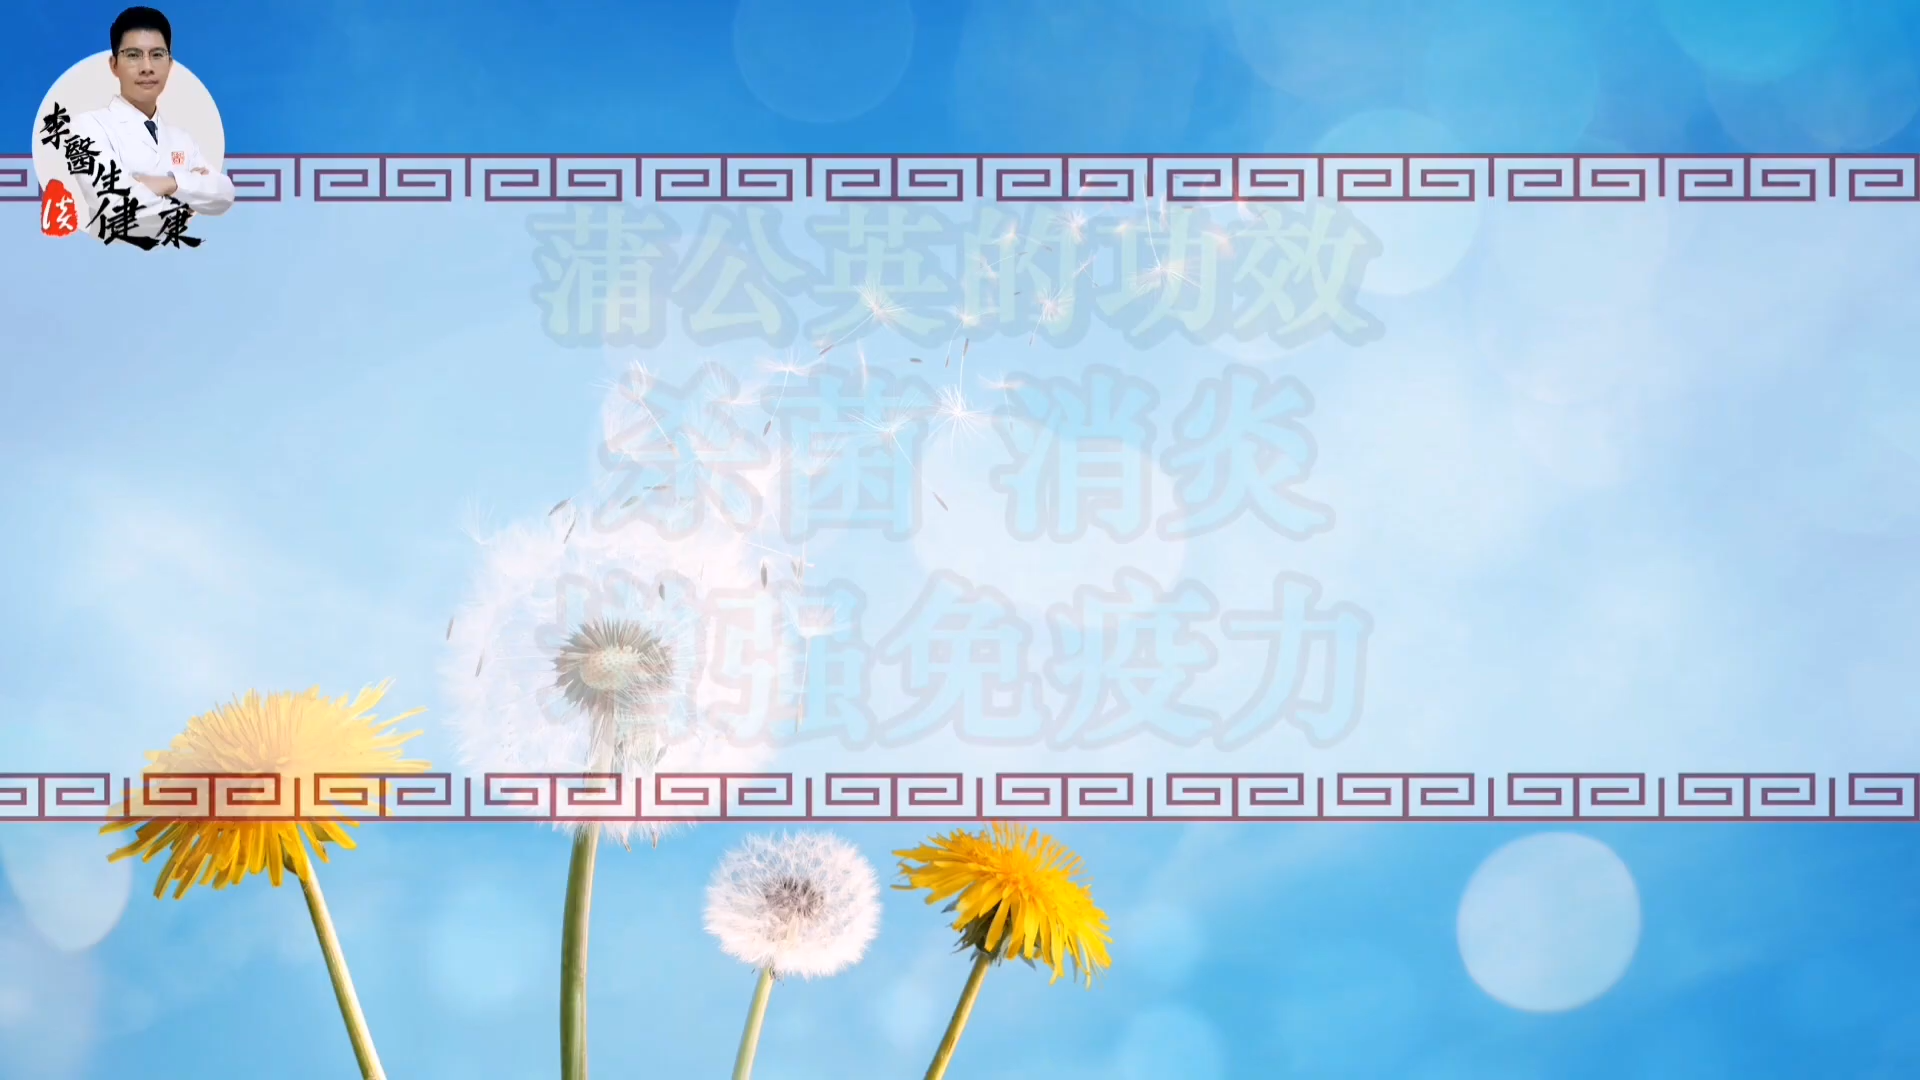 李醫生
谈健康
蒲公英的功效
杀菌 消炎
增强免疫力